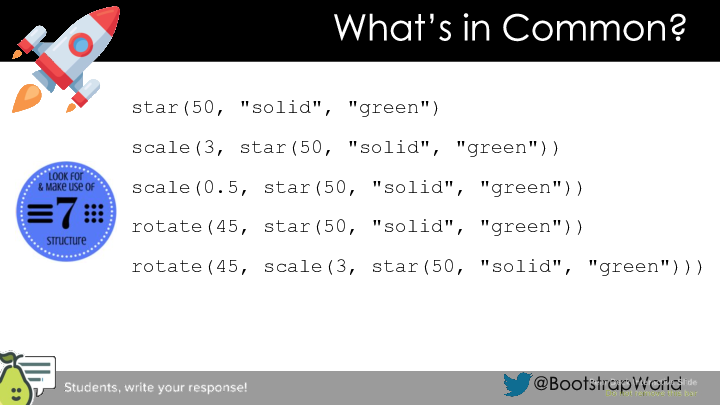 What's in Common?
star(50, "solid", "green")
scale(3, star(50, "solid", "green"))
scale(0.5, star(50, "solid", "green"))
rotate(45, star(50, "solid", "green"))
rotate(45, scale(3, star(50, "solid", "green")))
LOOK FOR
& MAKE USE OF
7
STRUCTURE
Students, write your response!
@BootstrapWorld